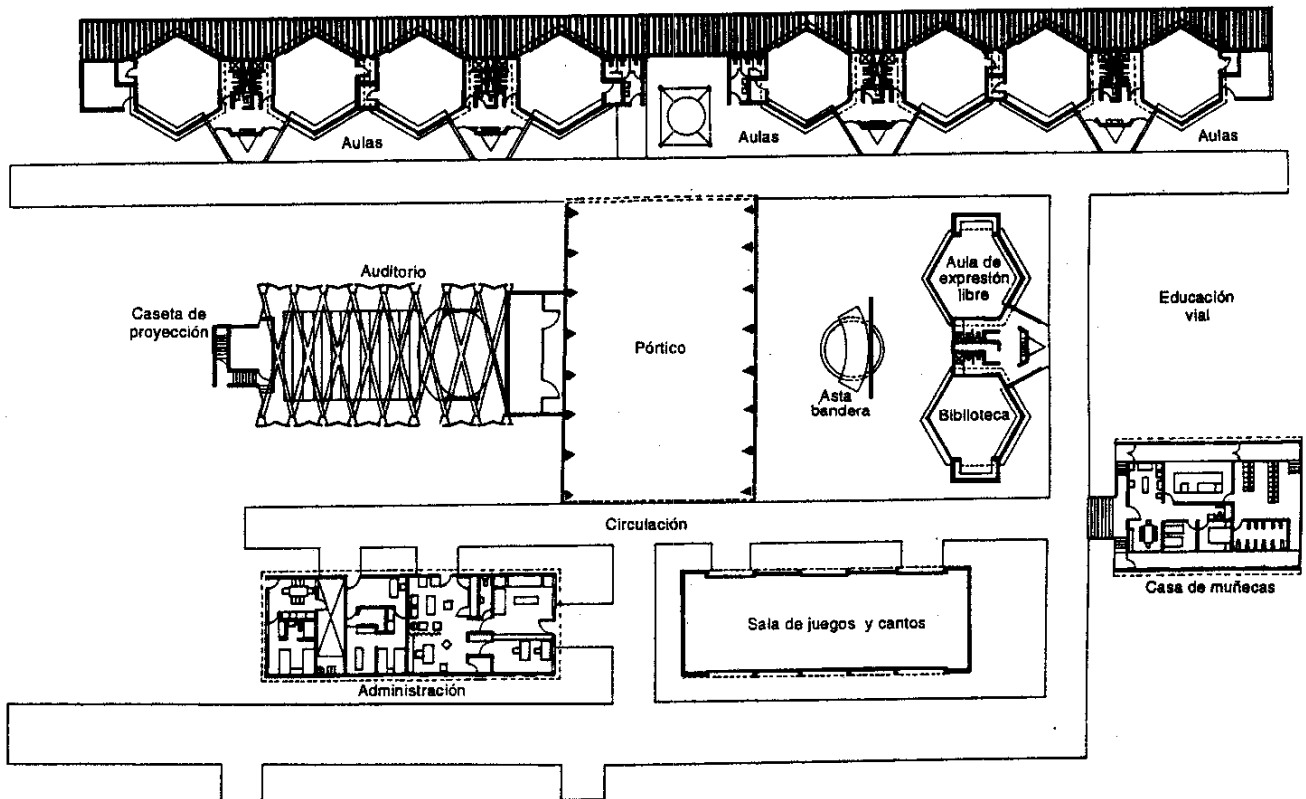 Aulas
Aulas
Aulas
Auditorio
Caseta de
proyección
Pórtico
Asta
bandera
Aula de
expresión
libre
Biblioteca
Educación
vial
Circulación
Casa de muñecas
Sala de juegos y cantos
Administración